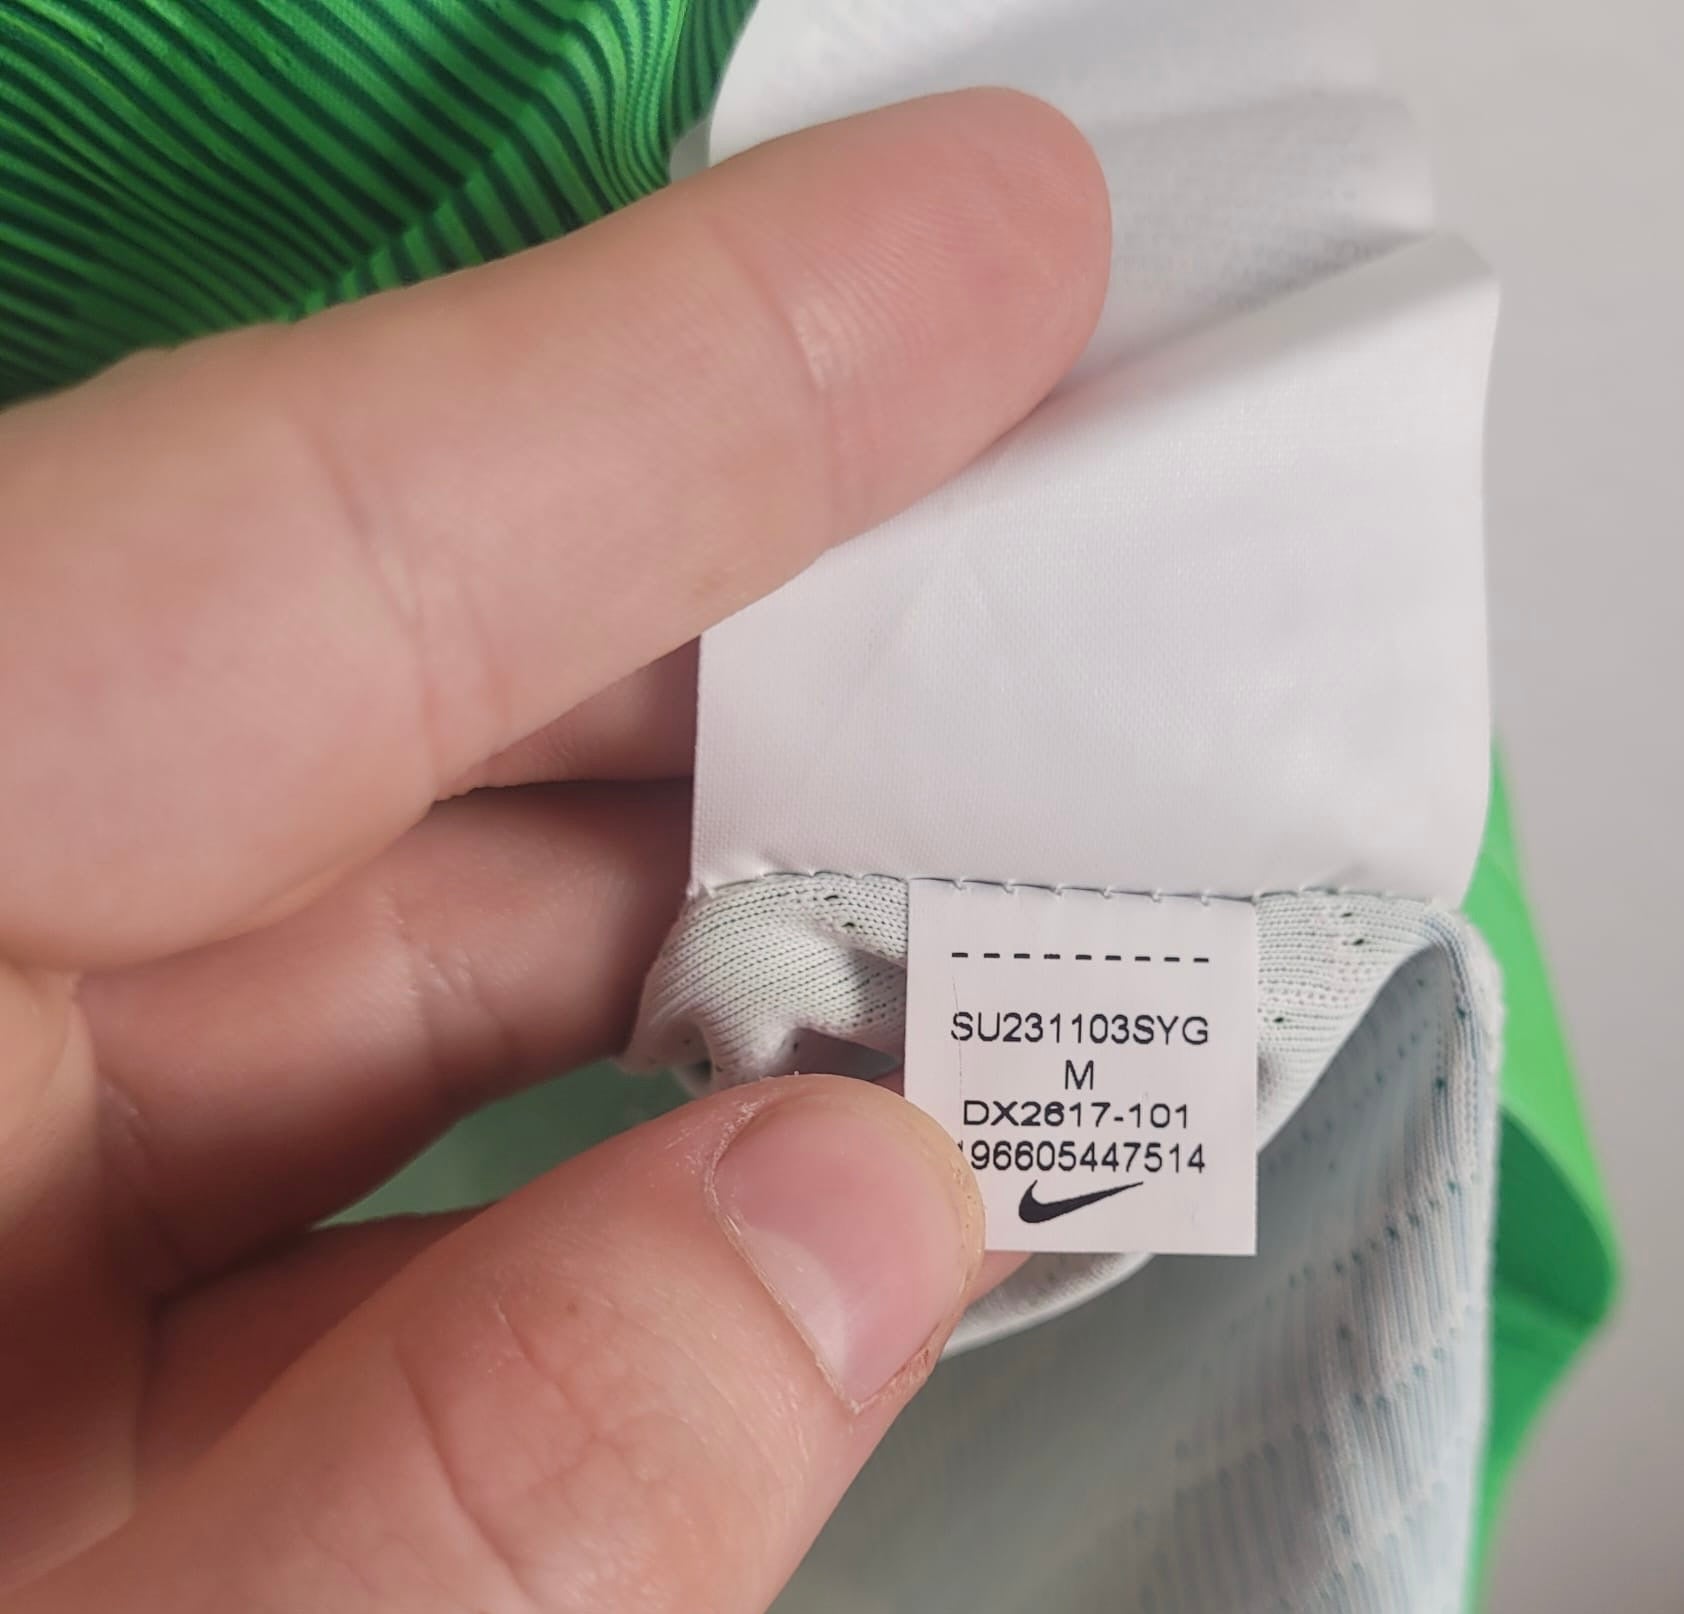 ---------
SU231103SYG
M
DX2617-101
196605447514